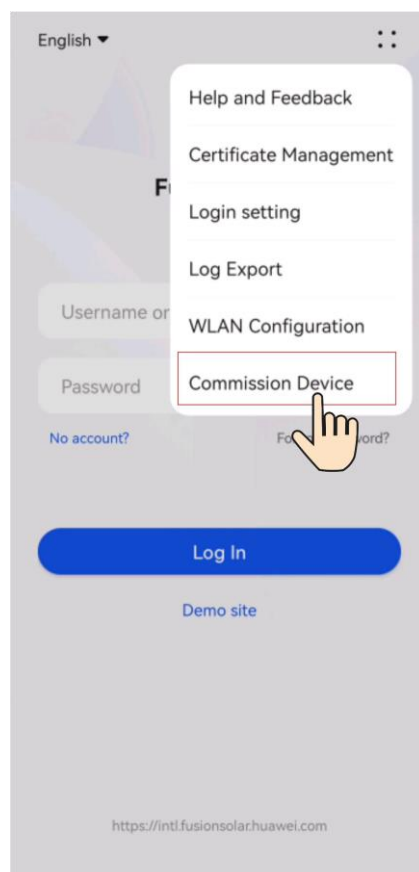 English
Help and Feedback
Certificate Management
Login setting
Log Export
Username or
WLAN Configuration
Password
Commission Device
No account?
Log In
Demo site
https://intl.fusionsolar.huawei.com